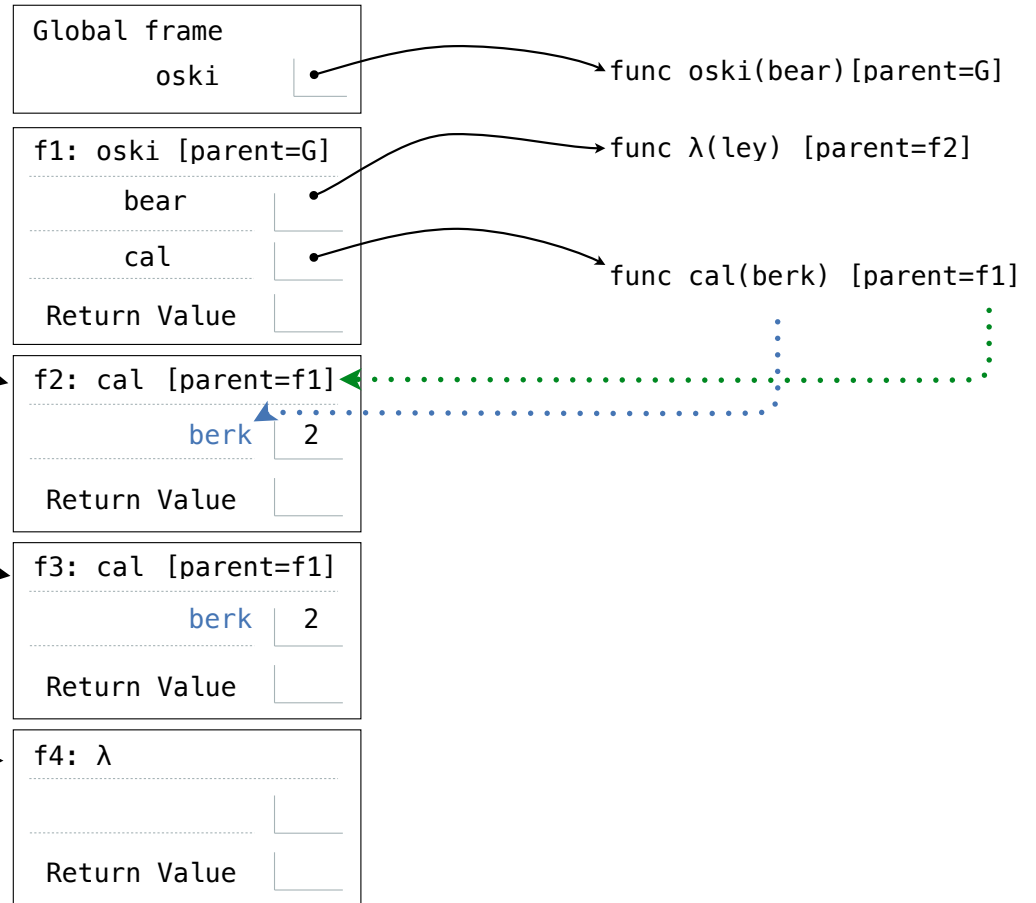 Global frame
oski
func oski(bear)[parent=G]
f1: oski [parent=G]
func λ(ley) [parent=f2]
bear
cal
func cal(berk) [parent=f1]
Return Value
f2: cal [parent=f1]
berk 2
Return Value
f3: cal [parent=f1]
berk 2
Return Value
f4: λ
Return Value